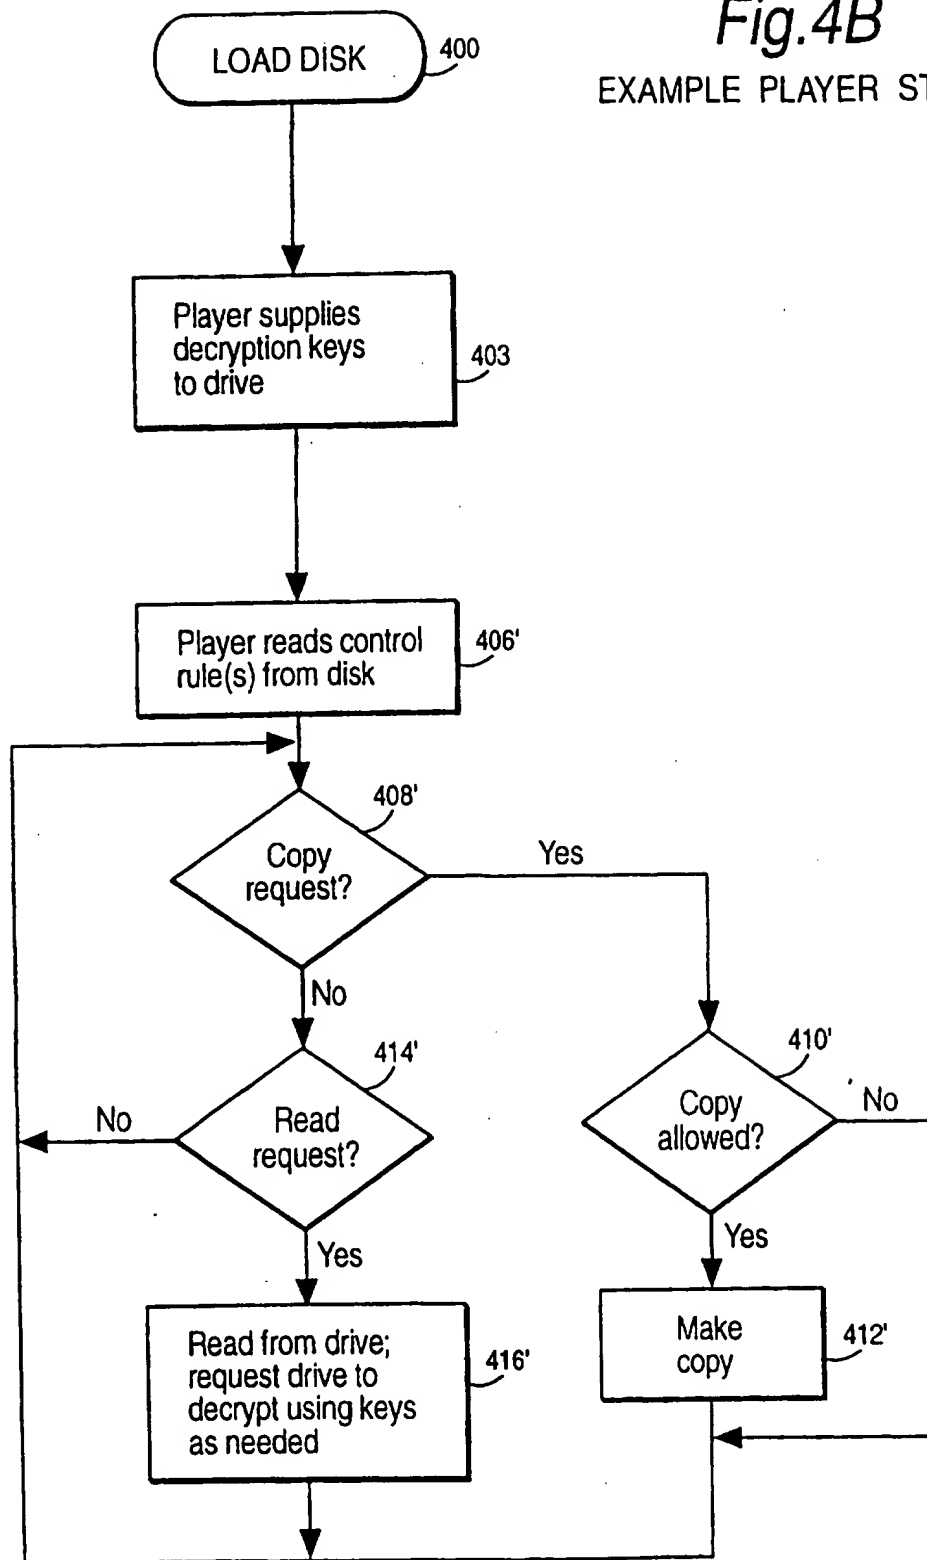 Fig.4B
EXAMPLE PLAYER
LOAD DISK
400
Player supplies
decryption keys
to drive
403
Player reads control
rule(s) from disk
406'
408'
Copy
request?
Yes
No
414'
Read
request?
No
Yes
410'
Copy
allowed?
No
Yes
Read from drive;
request drive to
decrypt using keys
as needed
416'
Make
copy
412'